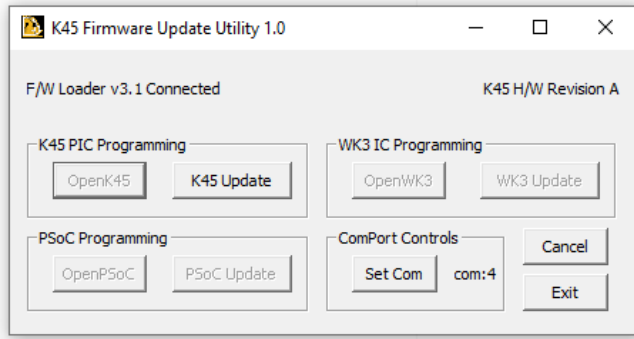 K45 Firmware Update Utility 1.0
F/W Loader v3.1 Connected
K45 H/W Revision A
K45 PIC Programming
OpenK45
K45 Update
WK3 IC Programming
OpenWK3
WK3 Update
PSoC Programming
OpenPSoC
PSoC Update
ComPort Controls
Set Com
com:4
Cancel
Exit